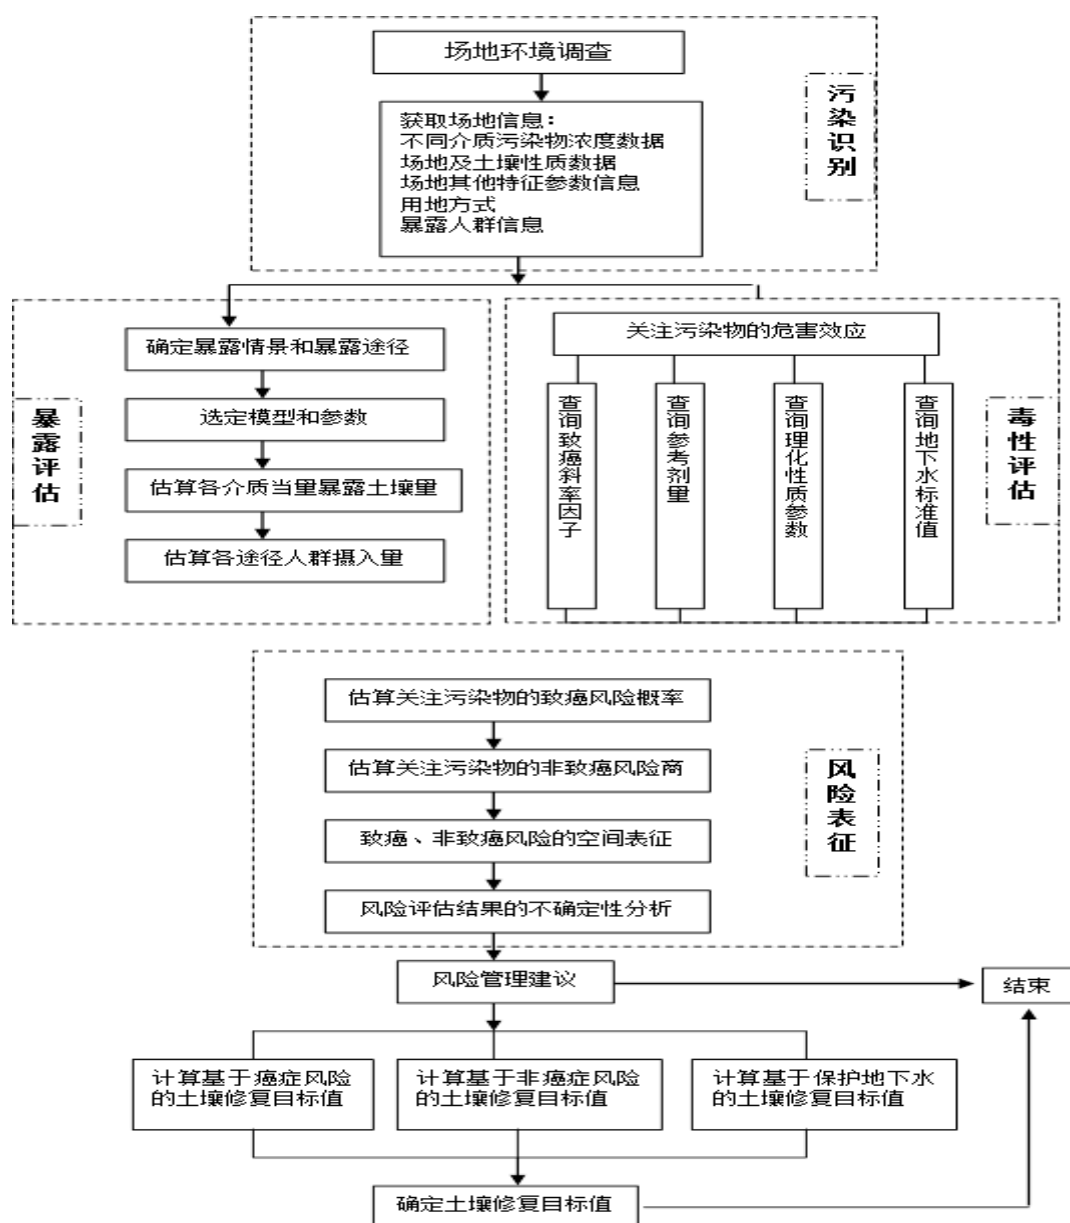 场地环境调查
获取场地信息：
不同介质污染物浓度数据
场地及土壤性质数据
场地其他特征参数信息
用地方式
暴露人群信息
污染识别
确定暴露情景和暴露途径
选定模型和参数
估算各介质当量暴露土壤量
估算各途径人群摄入量
暴露评估
关注污染物的危害效应
查询致癌斜率因子
查询参考剂量
查询理化性质参数
查询地下水标准值
毒性评估
估算关注污染物的致癌风险概率
估算关注污染物的非致癌风险商
致癌、非致癌风险的空间表征
风险评估结果的不确定性分析
风险表征
风险管理建议
结束
计算基于癌症风险
的土壤修复目标值
计算基于非癌症风险
的土壤修复目标值
计算基于保护地下水
的土壤修复目标值
确定土壤修复目标值